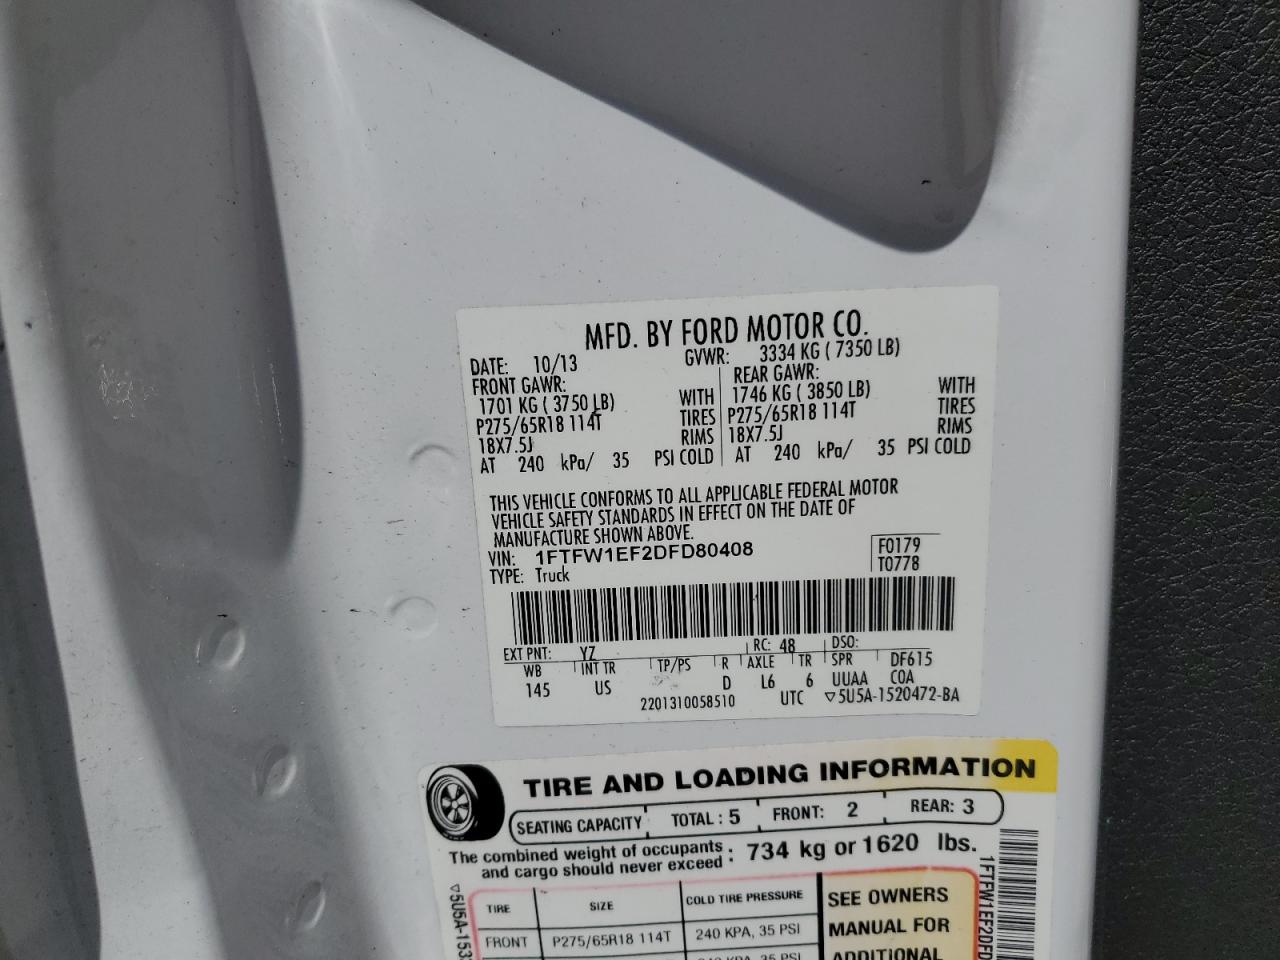 MFD. BY FORD MOTOR CO.
DATE: 10/13 GVWR: 3334 KG ( 7350 LB)
FRONT GAWR: REAR GAWR:
1701 KG ( 3750 LB) WITH 1746 KG ( 3850 LB) WITH
P275/65R18 114T TIRES P275/65R18 114T TIRES
18X7.5J RIMS 18X7.5J RIMS
AT 240 kPa/ 35 PSI COLD AT 240 kPa/ 35 PSI COLD
THIS VEHICLE CONFORMS TO ALL APPLICABLE FEDERAL MOTOR
VEHICLE SAFETY STANDARDS IN EFFECT ON THE DATE OF
MANUFACTURE SHOWN ABOVE.
VIN: 1FTFW1EF2DFD80408 F0179
TYPE: Truck T0778
EXT PNT: YZ RC: 48 DSO:
WB INT TR TP/PS R AXLE TR SPR DF615
145 US D L6 6 UUAA COA
2201310058510 UTC ▽5U5A-1520472-BA
TIRE AND LOADING INFORMATION
SEATING CAPACITY TOTAL : 5 FRONT: 2 REAR: 3
The combined weight of occupants
and cargo should never exceed : 734 kg or 1620 lbs.
TIRE SIZE COLD TIRE PRESSURE SEE OWNERS
FRONT P275/65R18 114T 240 KPA, 35 PSI MANUAL FOR
240 KPA, 35 PSI ADDITIONAL
▽5U5A-153
1FTFW1EF2DFD